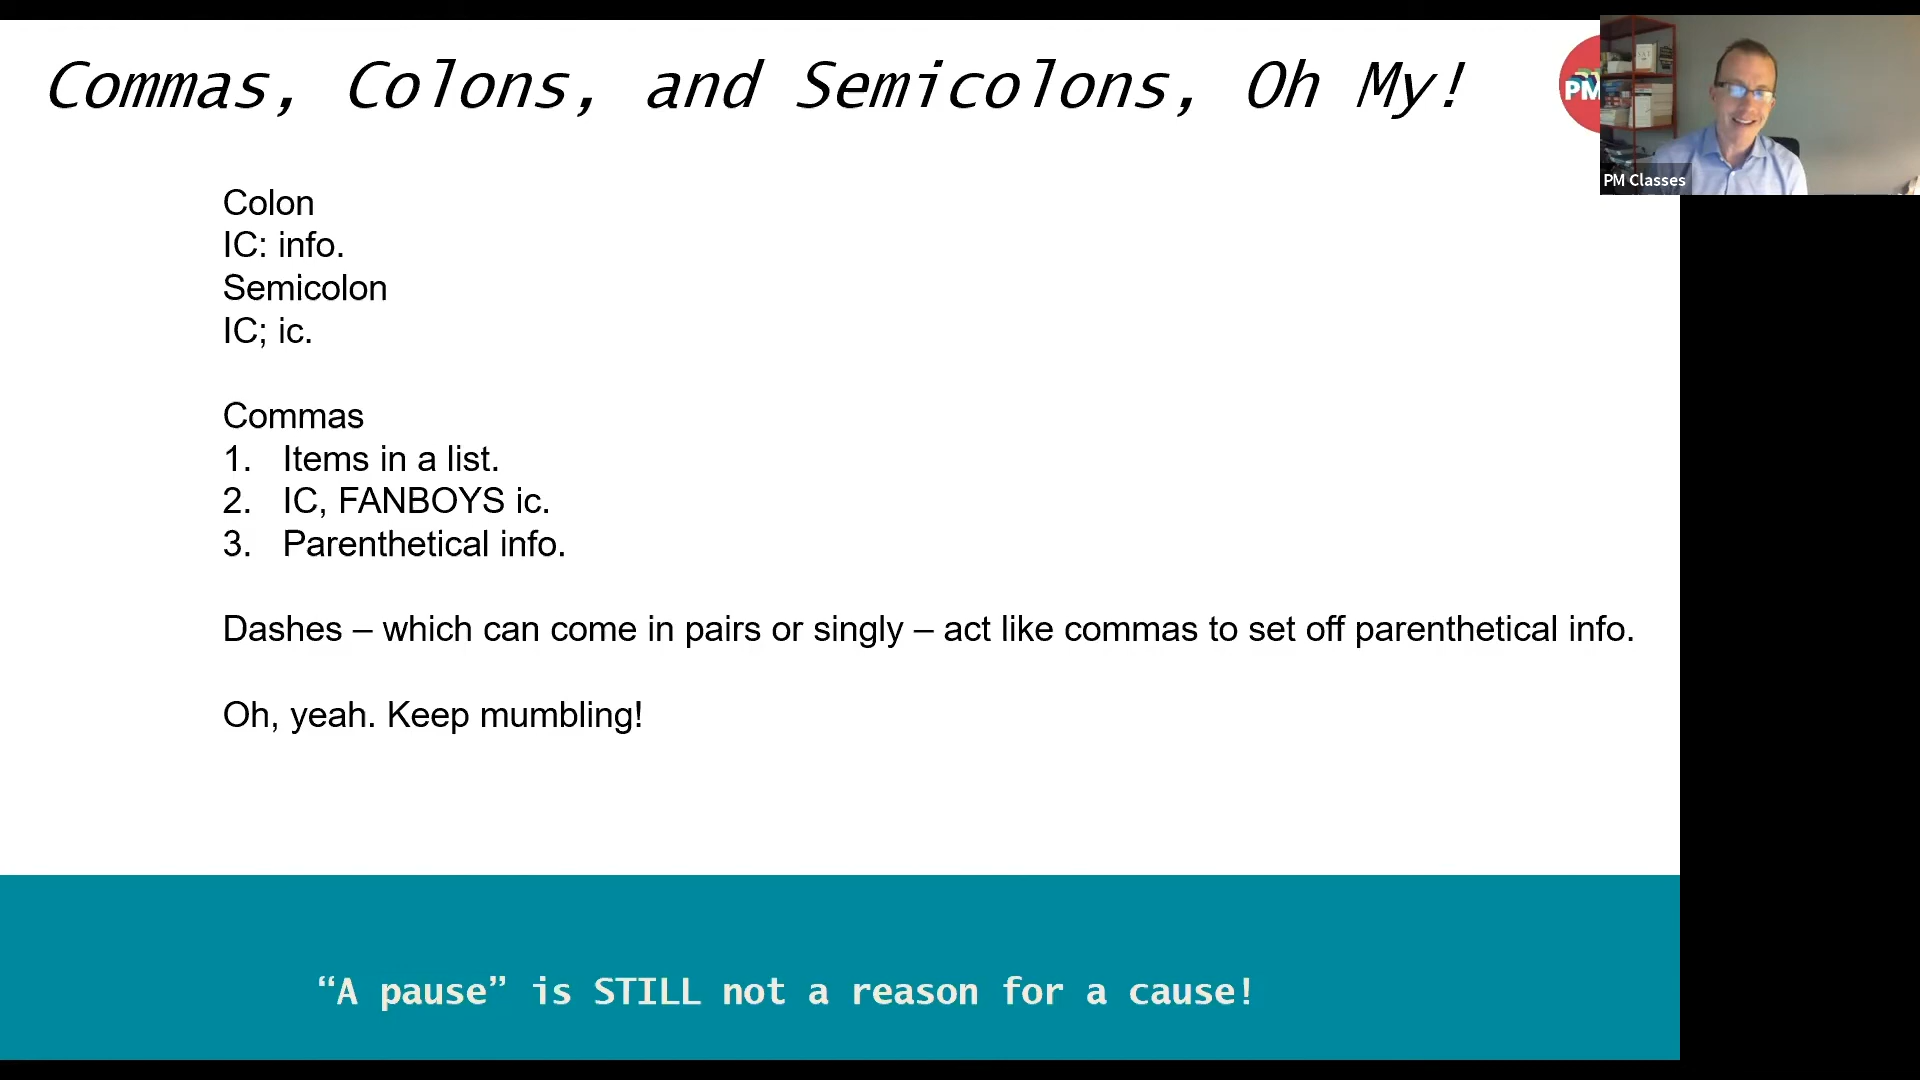 Commas, Colons, and Semicolons, Oh My!
PM
PM Classes
Colon
IC: info.
Semicolon
IC; ic.
Commas
1. Items in a list.
2. IC, FANBOYS ic.
3. Parenthetical info.
Dashes – which can come in pairs or singly – act like commas to set off parenthetical info.
Oh, yeah. Keep mumbling!
“A pause” is STILL not a reason for a cause!